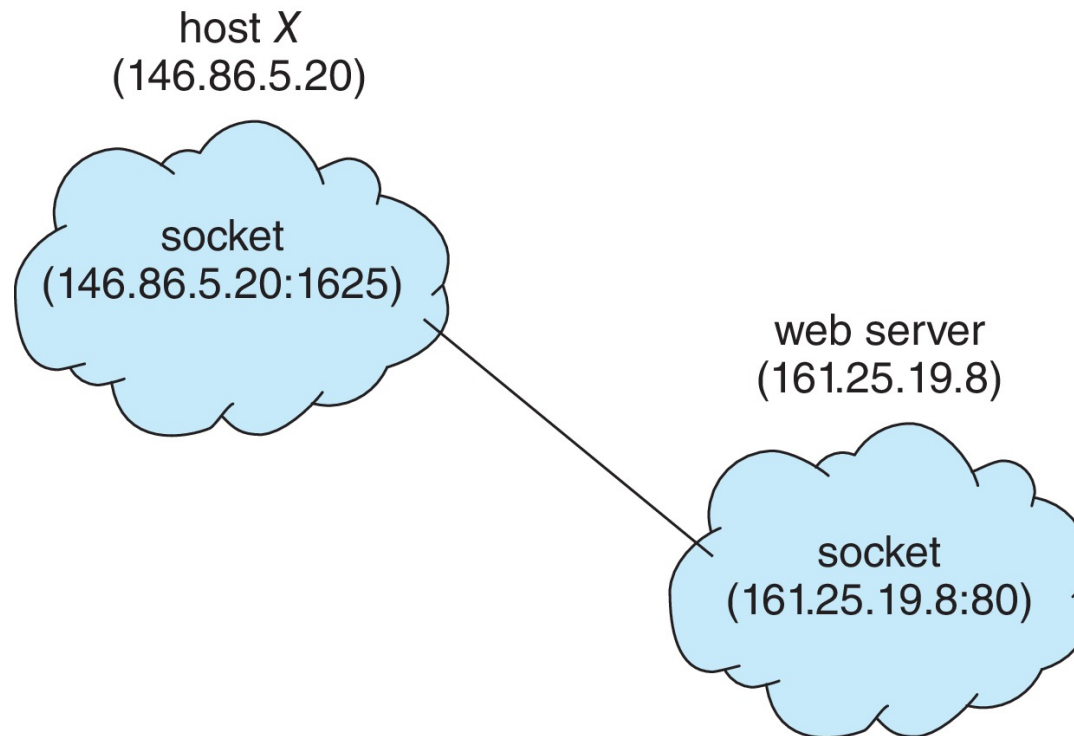 host X
(146.86.5.20)
socket
(146.86.5.20:1625)
web server
(161.25.19.8)
socket
(161.25.19.8:80)